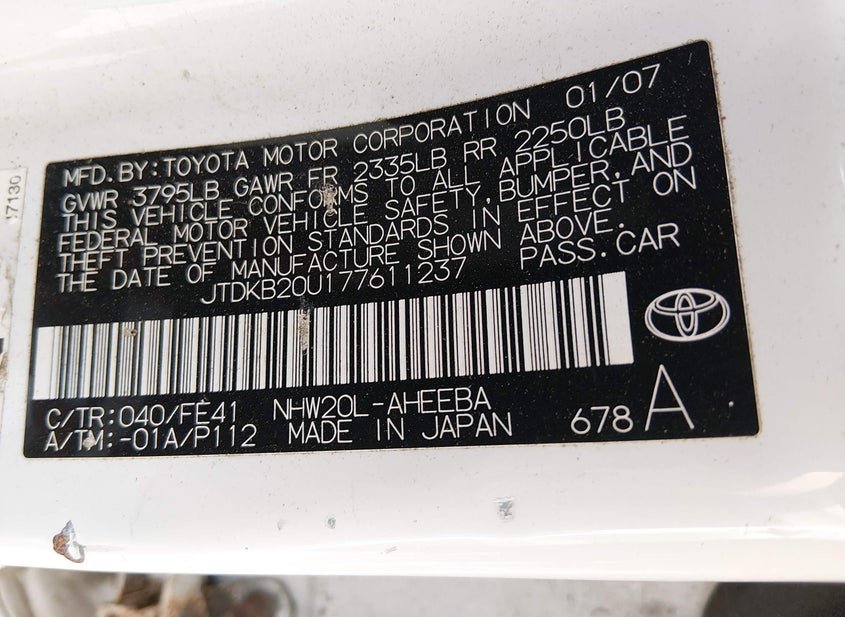 MFD. BY: TOYOTA MOTOR CORPORATION 01/07
GVWR 3795LB GAWR FR 2335LB RR 2250LB
THIS VEHICLE CONFORMS TO ALL APPLICABLE
FEDERAL MOTOR VEHICLE SAFETY, BUMPER, AND
THEFT PREVENTION STANDARDS IN EFFECT ON
THE DATE OF MANUFACTURE SHOWN ABOVE.
JTDKB20U177611237 PASS. CAR
C/TR: 040/FE41 NHW20L-AHEEBA
A/TM: -01A/P112 MADE IN JAPAN 678 A
17130